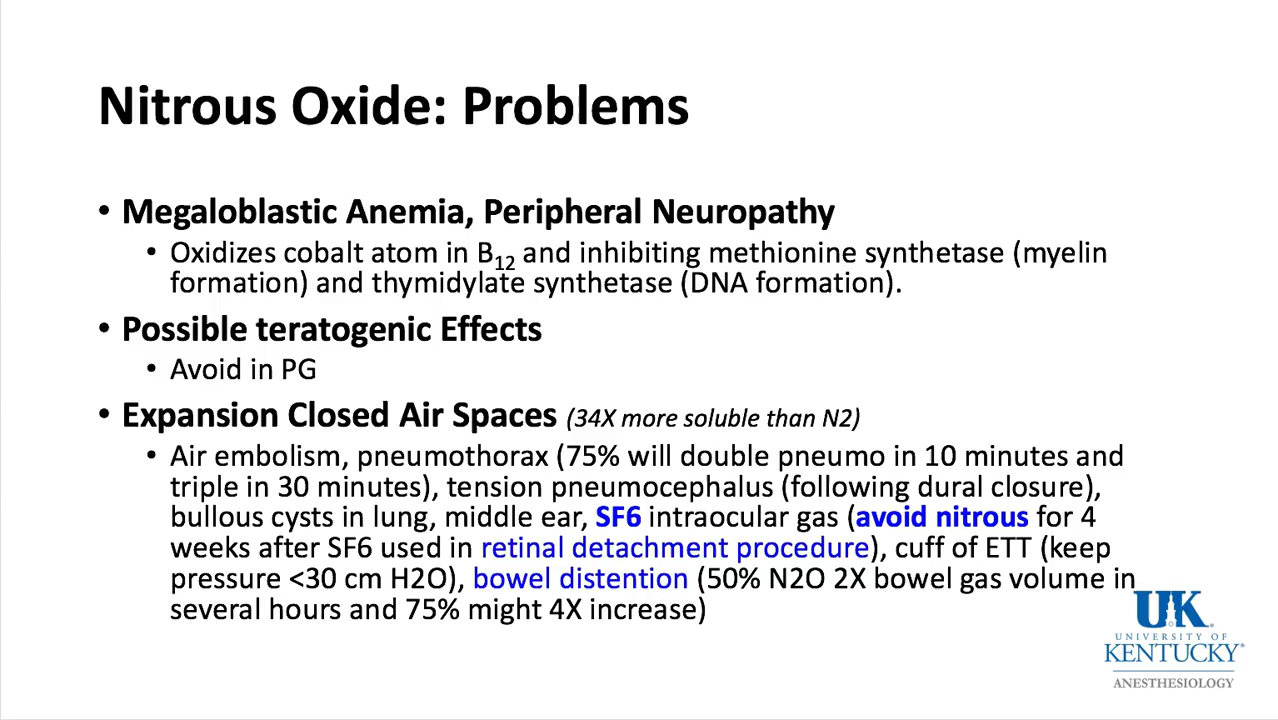 Nitrous Oxide: Problems
• Megaloblastic Anemia, Peripheral Neuropathy
• Oxidizes cobalt atom in B12 and inhibiting methionine synthetase (myelin
formation) and thymidylate synthetase (DNA formation).
• Possible teratogenic Effects
• Avoid in PG
• Expansion Closed Air Spaces (34X more soluble than N2)
• Air embolism, pneumothorax (75% will double pneumo in 10 minutes and
triple in 30 minutes), tension pneumocephalus (following dural closure),
bullous cysts in lung, middle ear, SF6 intraocular gas (avoid nitrous for 4
weeks after SF6 used in retinal detachment procedure), cuff of ETT (keep
pressure <30 cm H2O), bowel distention (50% N2O 2X bowel gas volume in
several hours and 75% might 4X increase)
UK
UNIVERSITY OF
KENTUCKY
ANESTHESIOLOGY